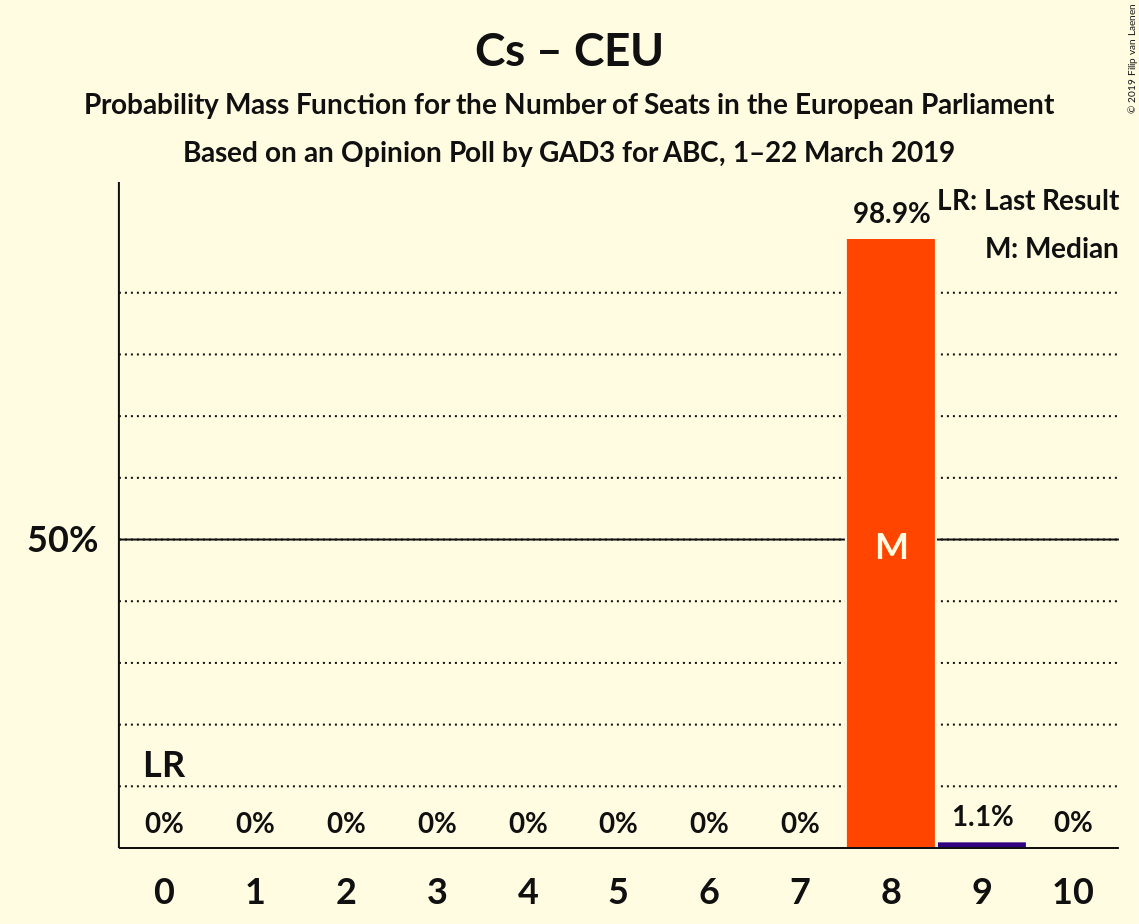 Cs – CEU
Probability Mass Function for the Number of Seats in the European Parliament
Based on an Opinion Poll by GAD3 for ABC, 1–22 March 2019
© 2019 Filip van Laenen
LR: Last Result
M: Median
98.9%
50%
M
LR
0% 0% 0% 0% 0% 0% 0% 0% 1.1% 0%
0 1 2 3 4 5 6 7 8 9 10